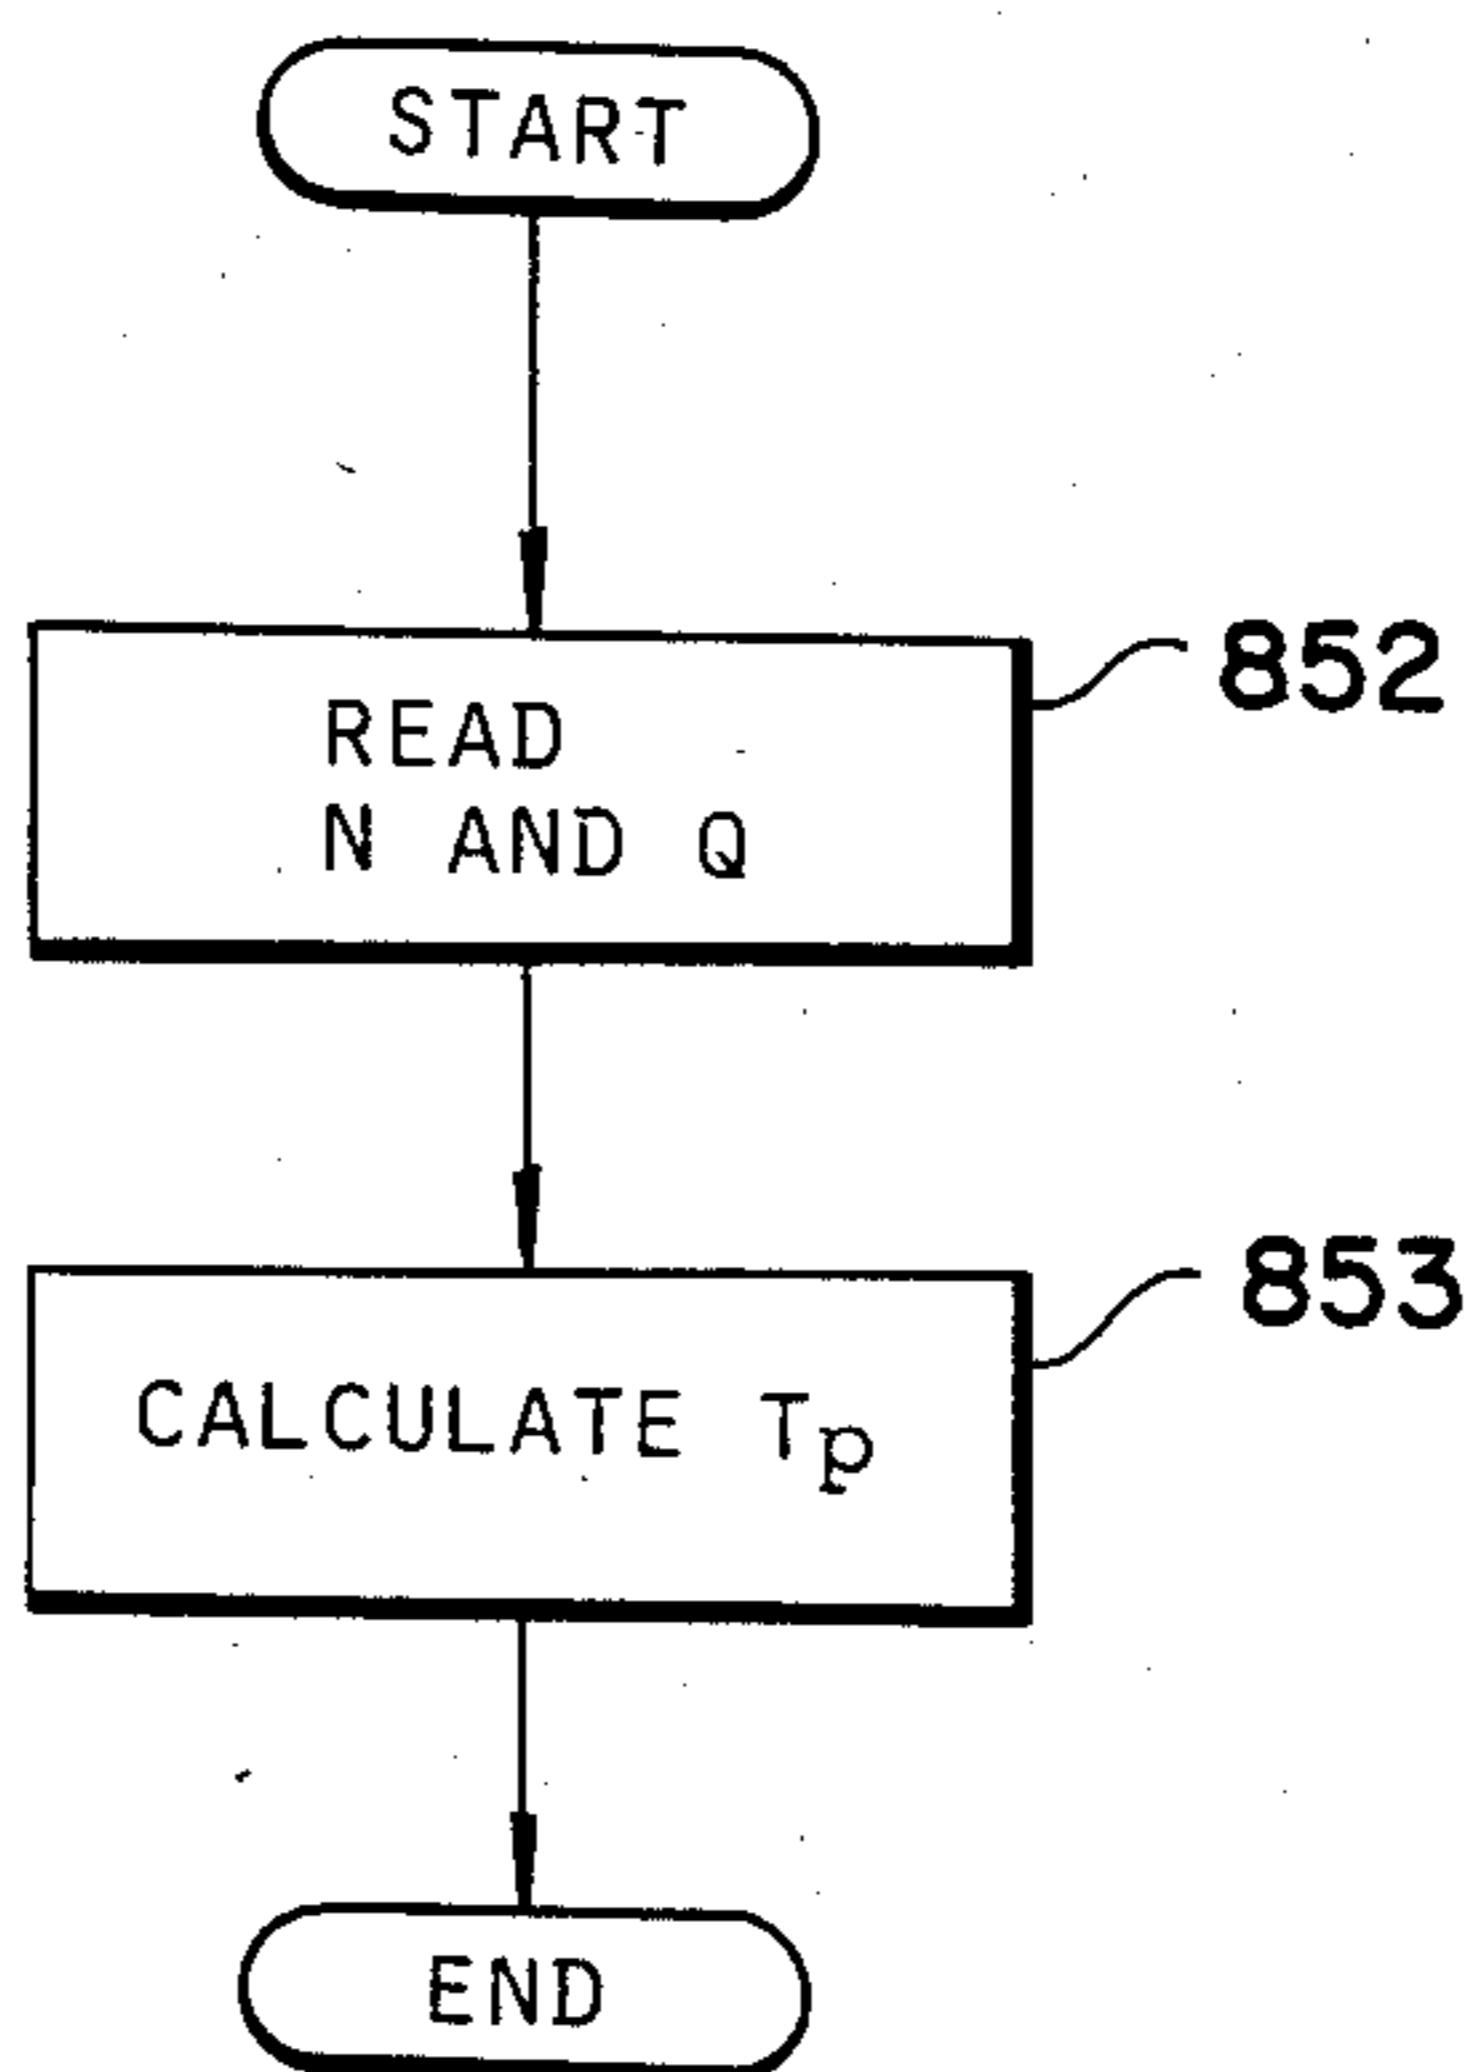 START
852
READ
N AND Q
853
CALCULATE Tp
END